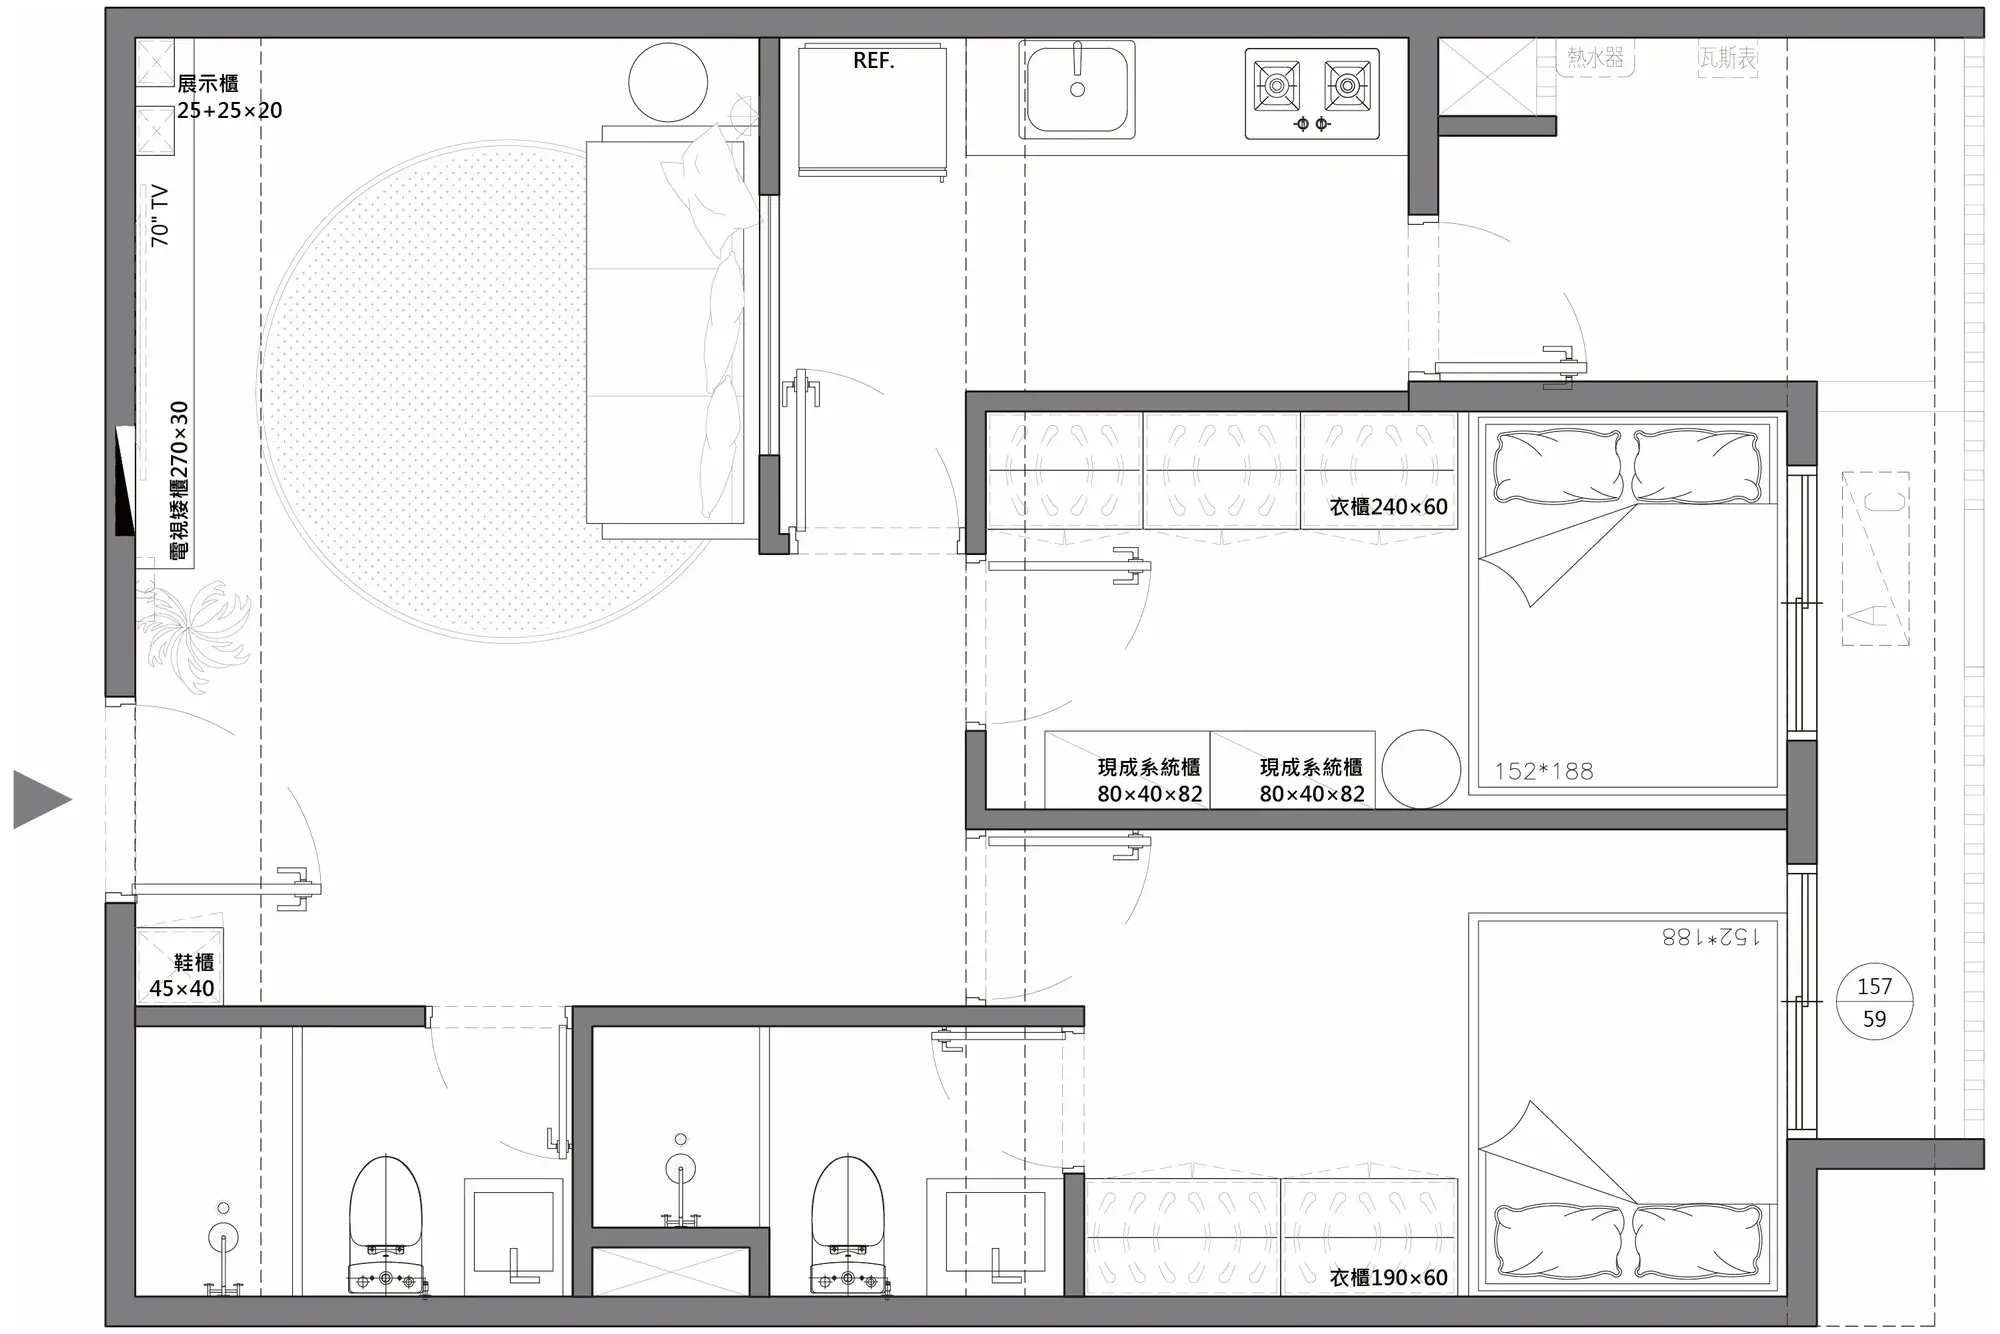 展示櫃
25+25×20
REF.
熱水器
瓦斯表
70" TV
電視矮櫃270×30
衣櫃240×60
A
C
152*188
現成系統櫃
80×40×82
現成系統櫃
80×40×82
152*188
鞋櫃
45×40
157
59
衣櫃190×60